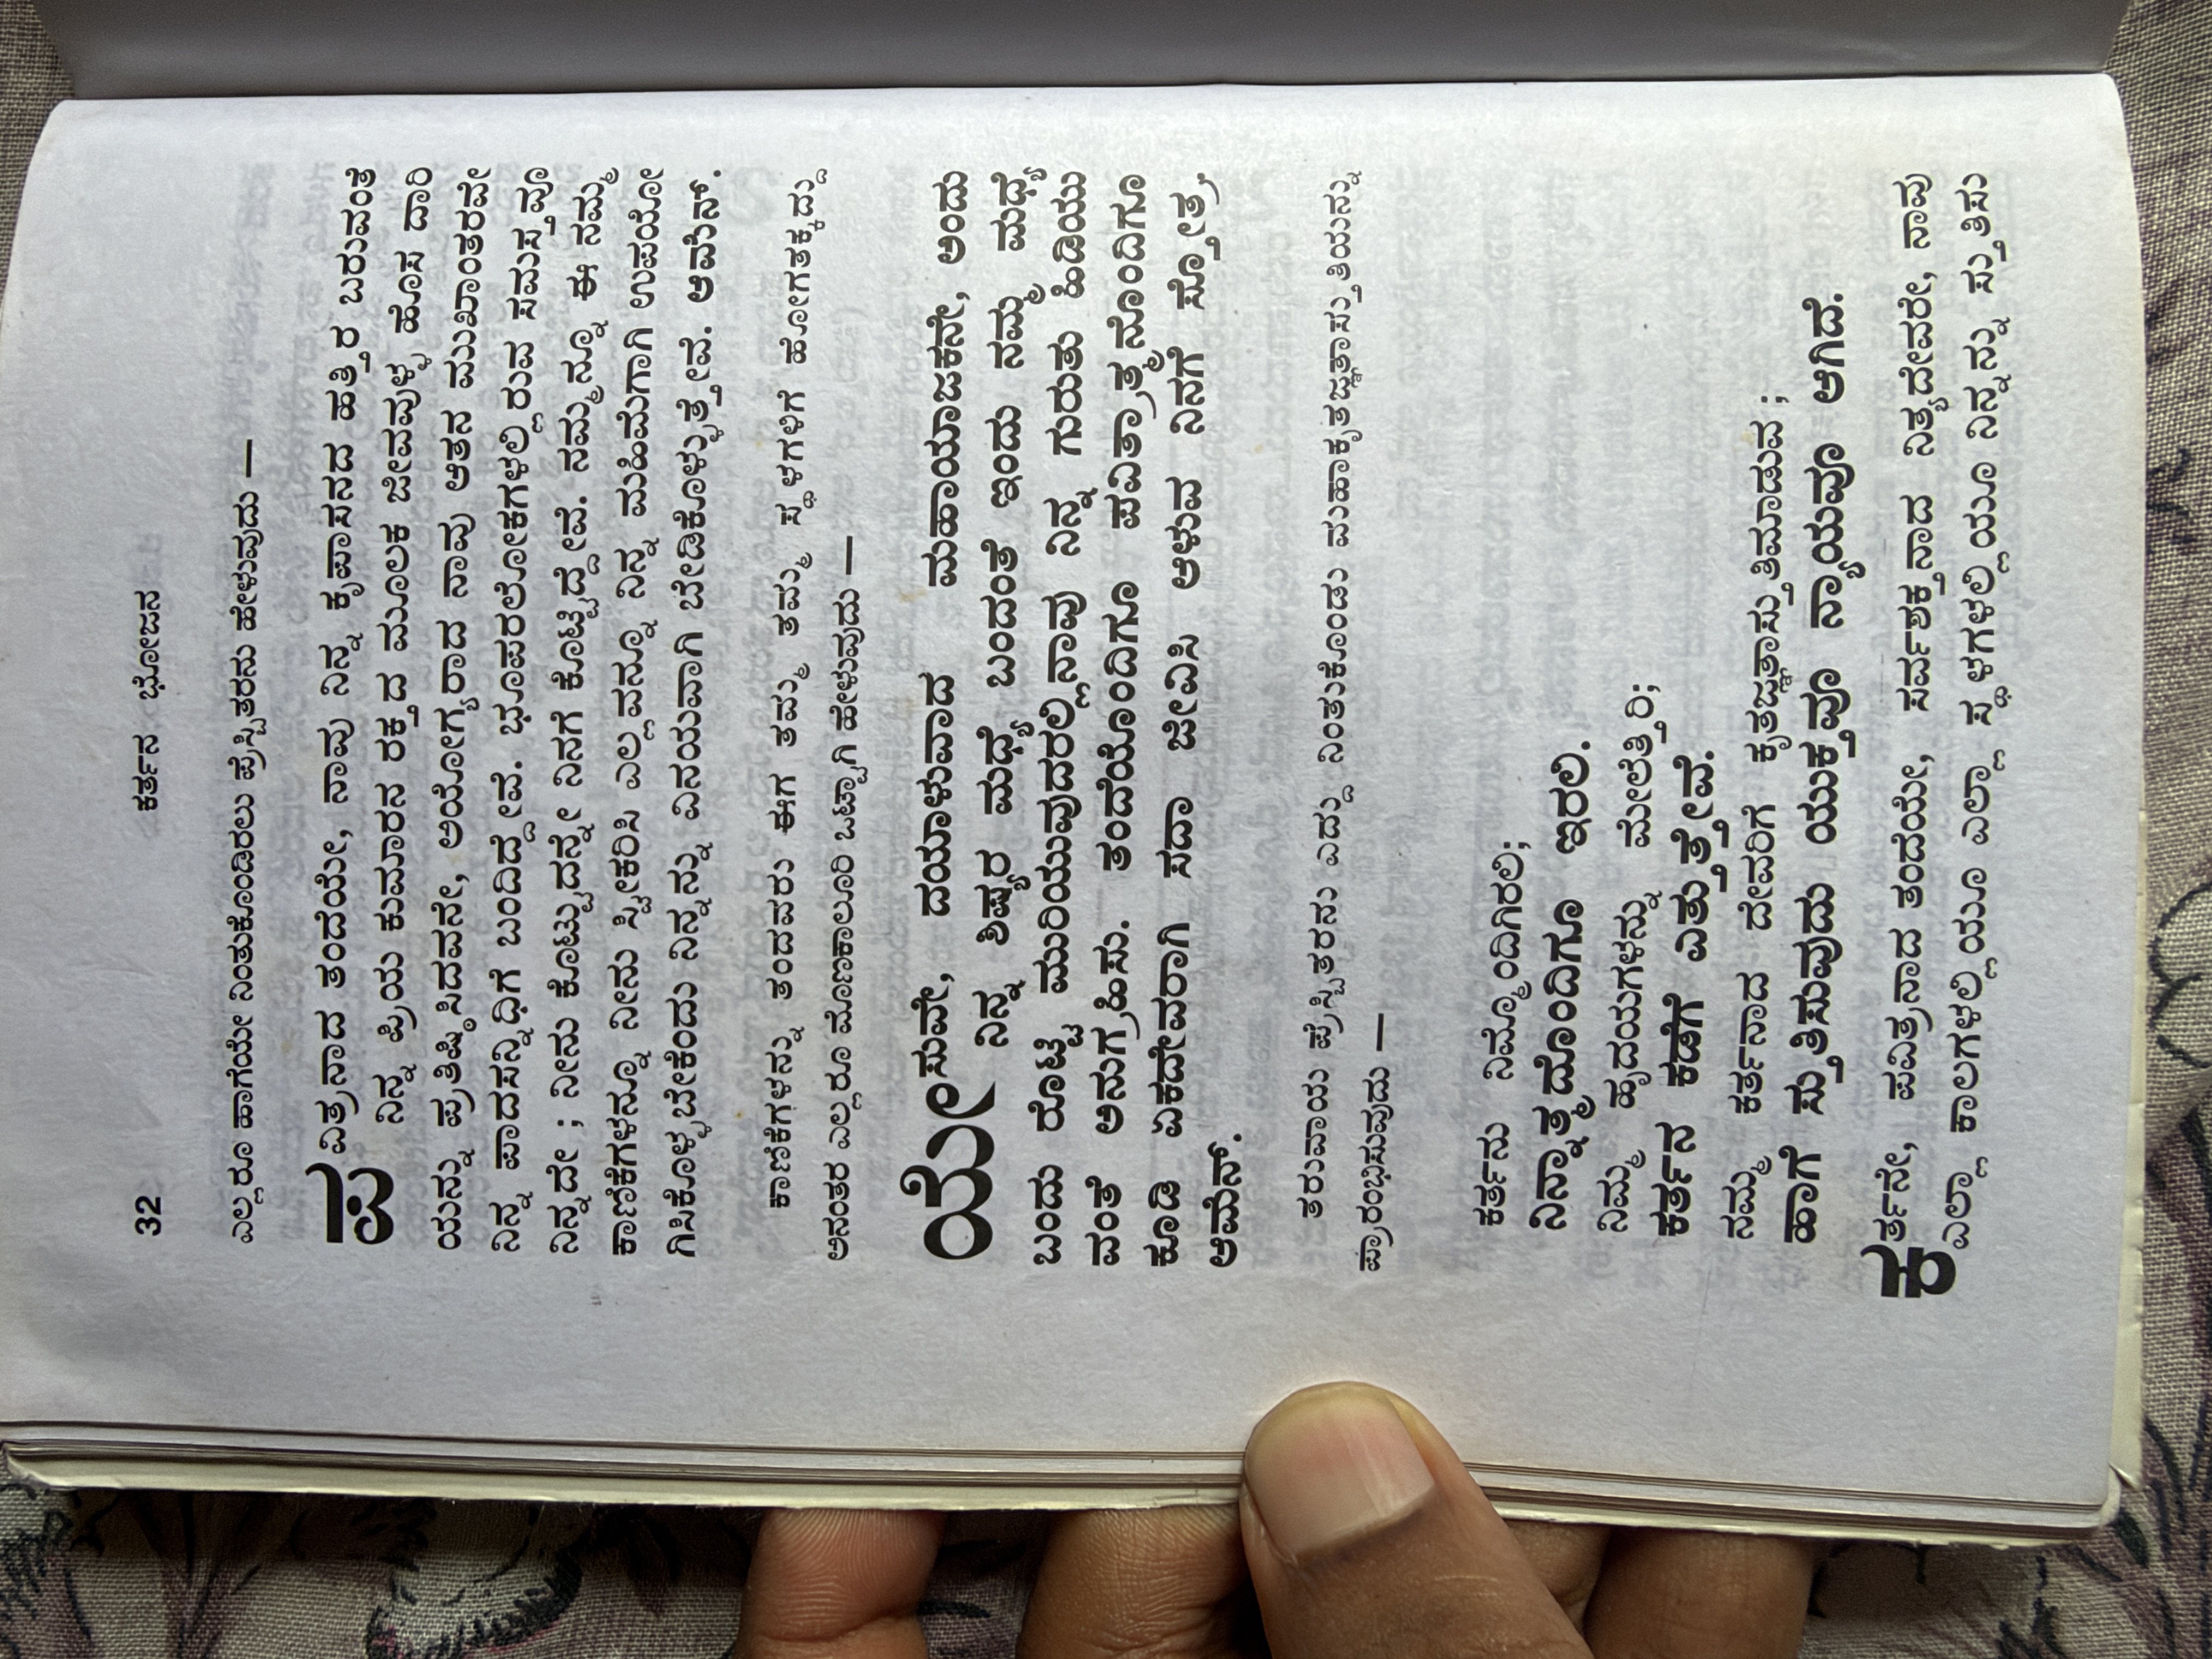 32 ಕರ್ತನ ಭೋಜನ
ಎಲ್ಲರೂ ಹಾಗೆಯೇ ನಿಂತುಕೊಂಡಿರಲು ಪ್ರೆಸ್ಬಿತರನು ಹೇಳುವುದು —
ಪವಿತ್ರನಾದ ತಂದೆಯೇ, ನಾವು ನಿನ್ನ ಕೃಪಾಸನದ ಹತ್ತಿರ ಬರುವಂತೆ
ನಿನ್ನ ಪ್ರಿಯ ಕುಮಾರನ ರಕ್ತದ ಮೂಲಕ ಜೀವವುಳ್ಳ ಹೊಸ ದಾರಿ
ಯನ್ನು ಪ್ರತಿಷ್ಠಿಸಿದವನೇ, ಅಯೋಗ್ಯರಾದ ನಾವು ಆತನ ಮುಖಾಂತರವೇ
ನಿನ್ನ ಪಾದಸನ್ನಿಧಿಗೆ ಬಂದಿದ್ದೇವೆ. ಭೂಪರಲೋಕಗಳಲ್ಲಿರುವ ಸಮಸ್ತವೂ
ನಿನ್ನದೇ ; ನೀನು ಕೊಟ್ಟುದನ್ನೇ ನಿನಗೆ ಕೊಟ್ಟಿದ್ದೇವೆ. ನಮ್ಮನ್ನೂ ಈ ನಮ್ಮ
ಕಾಣಿಕೆಗಳನ್ನೂ ನೀನು ಸ್ವೀಕರಿಸಿ ಎಲ್ಲವನ್ನೂ ನಿನ್ನ ಮಹಿಮೆಗಾಗಿ ಉಪಯೋ
ಗಿಸಿಕೊಳ್ಳಬೇಕೆಂದು ನಿನ್ನನ್ನು ವಿನಯವಾಗಿ ಬೇಡಿಕೊಳ್ಳುತ್ತೇವೆ. ಆಮೆನ್.
ಕಾಣಿಕೆಗಳನ್ನು ತಂದವರು ಈಗ ತಮ್ಮ ತಮ್ಮ ಸ್ಥಳಗಳಿಗೆ ಹೋಗತಕ್ಕದ್ದು
ಅನಂತರ ಎಲ್ಲರೂ ಮೊಣಕಾಲೂರಿ ಒಟ್ಟಾಗಿ ಹೇಳುವುದು —
ಯೇಸುವೇ, ದಯಾಳುವಾದ ಮಹಾಯಾಜಕನೇ, ಅಂದು
ನಿನ್ನ ಶಿಷ್ಯರ ಮಧ್ಯೆ ಬಂದಂತೆ ಇಂದು ನಮ್ಮ ಮಧ್ಯೆ
ಬಂದು ರೊಟ್ಟಿ ಮುರಿಯುವುದರಲ್ಲಿನಾವು ನಿನ್ನ ಗುರುತು ಹಿಡಿಯು
ವಂತೆ ಅನುಗ್ರಹಿಸು. ತಂದೆಯೊಂದಿಗೂ ಪವಿತ್ರಾತ್ಮನೊಂದಿಗೂ
ಕೂಡಿ ಏಕದೇವರಾಗಿ ಸದಾ ಜೀವಿಸಿ ಆಳುವ ನಿನಗೆ ಸ್ತೋತ್ರ.
ಆಮೆನ್.
ತರುವಾಯ ಪ್ರೆಸ್ಬಿತರನು ಎದ್ದು ನಿಂತುಕೊಂಡು ಮಹಾಕೃತಜ್ಞತಾಸ್ತುತಿಯನ್ನು
ಪ್ರಾರಂಭಿಸುವುದು —
ಕರ್ತನು ನಿಮ್ಮೊಂದಿಗಿರಲಿ;
ನಿನ್ನಾತ್ಮದೊಂದಿಗೂ ಇರಲಿ.
ನಿಮ್ಮ ಹೃದಯಗಳನ್ನು ಮೇಲೆತ್ತಿರಿ;
ಕರ್ತನ ಕಡೆಗೆ ಎತ್ತುತ್ತೇವೆ.
ನಮ್ಮ ಕರ್ತನಾದ ದೇವರಿಗೆ ಕೃತಜ್ಞತಾಸ್ತುತಿಮಾಡುವ ;
ಹಾಗೆ ಸ್ತುತಿಸುವುದು ಯುಕ್ತವೂ ನ್ಯಾಯವೂ ಆಗಿದೆ.
ಕರ್ತನೇ, ಪವಿತ್ರನಾದ ತಂದೆಯೇ, ಸರ್ವಶಕ್ತನಾದ ನಿತ್ಯದೇವರೇ, ನಾವು
ಎಲ್ಲಾ ಕಾಲಗಳಲ್ಲಿಯೂ ಎಲ್ಲಾ ಸ್ಥಳಗಳಲ್ಲಿಯೂ ನಿನ್ನನ್ನು ಸ್ತುತಿಸು